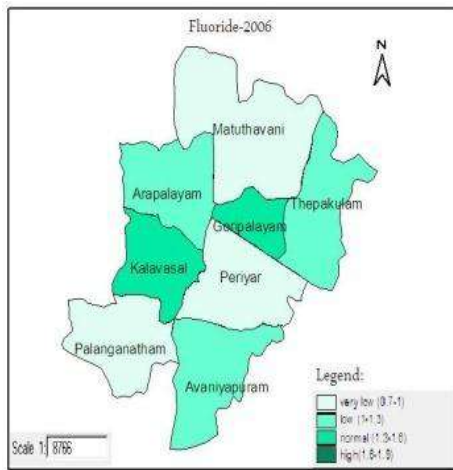 Fluoride-2006
N
Matuthavani
Arapalayam
Thepakulam
Goripalayam
Kalavasal
Periyar
Palanganatham
Avaniyapuram
Legend:
very low (0.7-1)
low (1-1.3)
normal (1.3-1.6)
high(1.6-1.9)
Scale 1: 8766